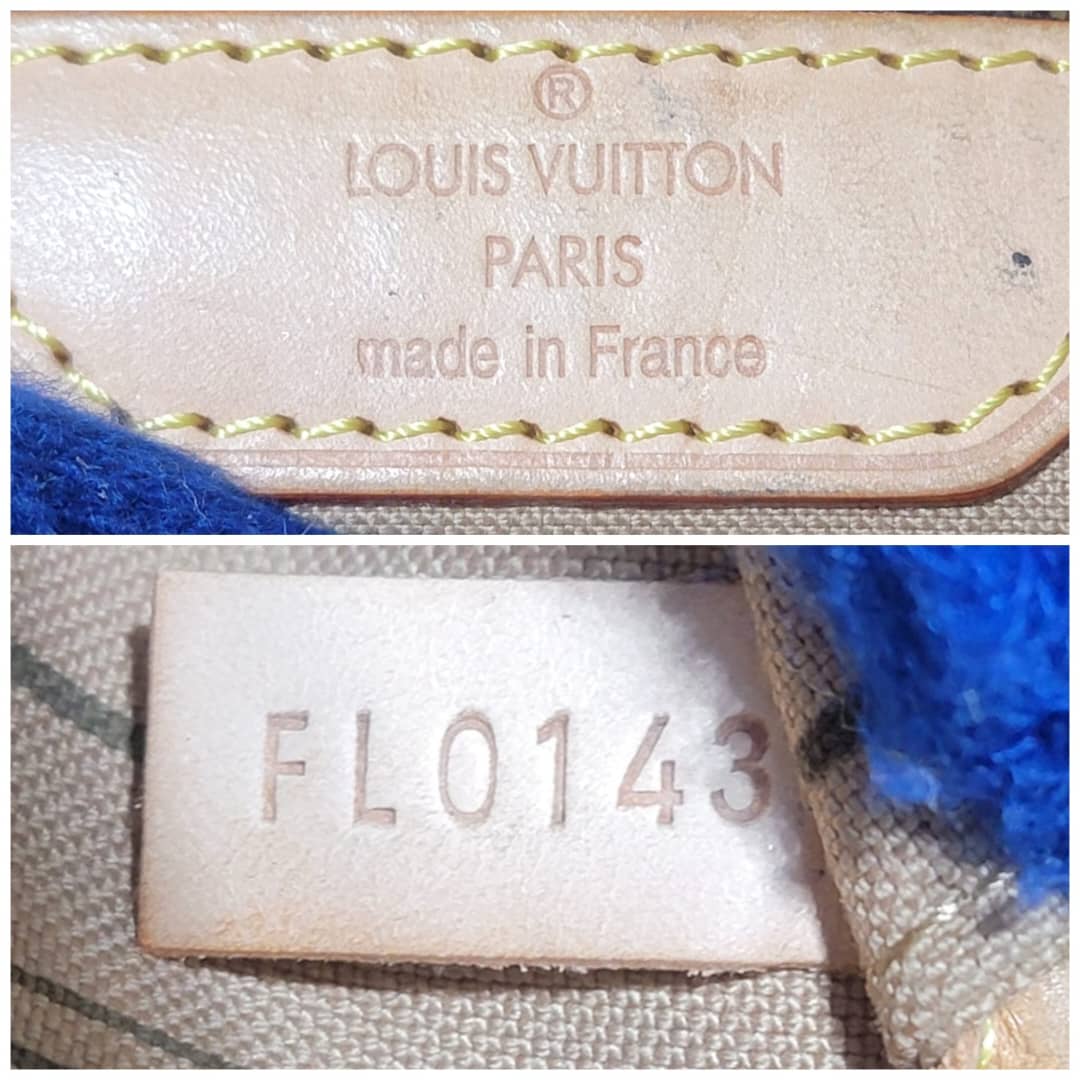 ®
LOUIS VUITTON
PARIS
made in France
FL0143